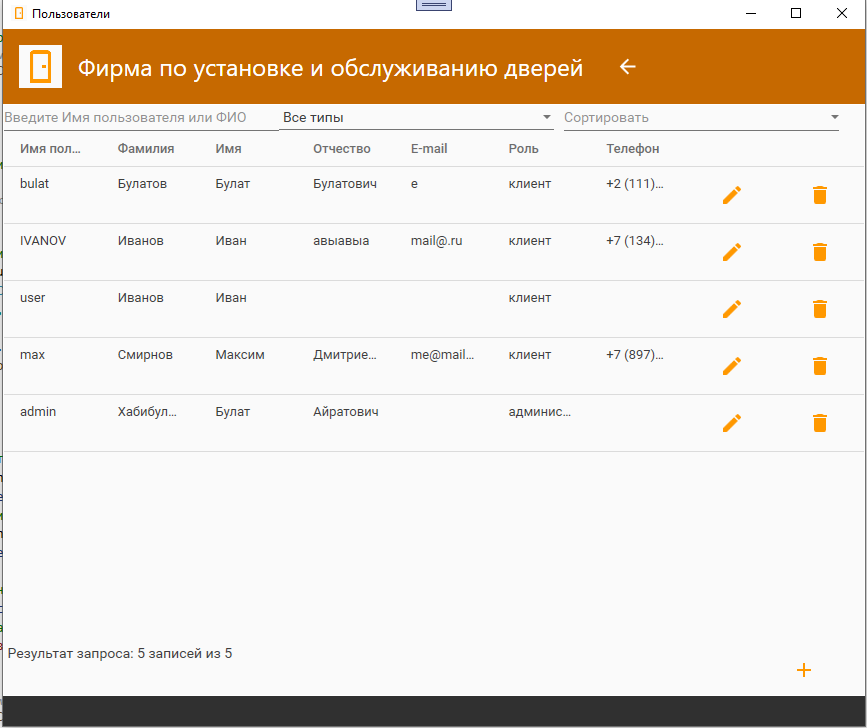 Пользователи
Фирма по установке и обслуживанию дверей
Введите Имя пользователя или ФИО Все типы Сортировать
Имя пол... Фамилия Имя Отчество E-mail Роль Телефон
bulat Булатов Булат Булатович e клиент +2 (111)...
IVANOV Иванов Иван авыавыа mail@.ru клиент +7 (134)...
user Иванов Иван клиент
max Смирнов Максим Дмитрие... me@mail... клиент +7 (897)...
admin Хабибул... Булат Айратович админис...
Результат запроса: 5 записей из 5